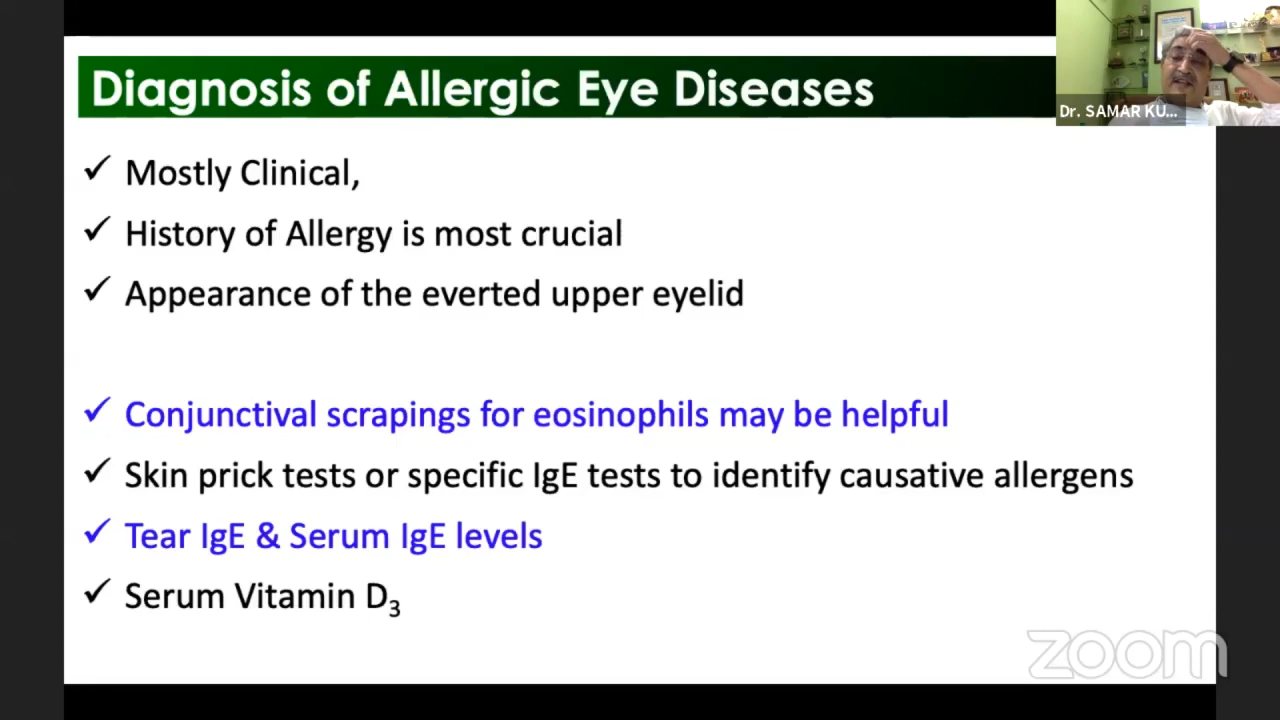 Diagnosis of Allergic Eye Diseases
Dr. SAMAR KU...
✓ Mostly Clinical,
✓ History of Allergy is most crucial
✓ Appearance of the everted upper eyelid
✓ Conjunctival scrapings for eosinophils may be helpful
✓ Skin prick tests or specific IgE tests to identify causative allergens
✓ Tear IgE & Serum IgE levels
✓ Serum Vitamin D₃
zoom